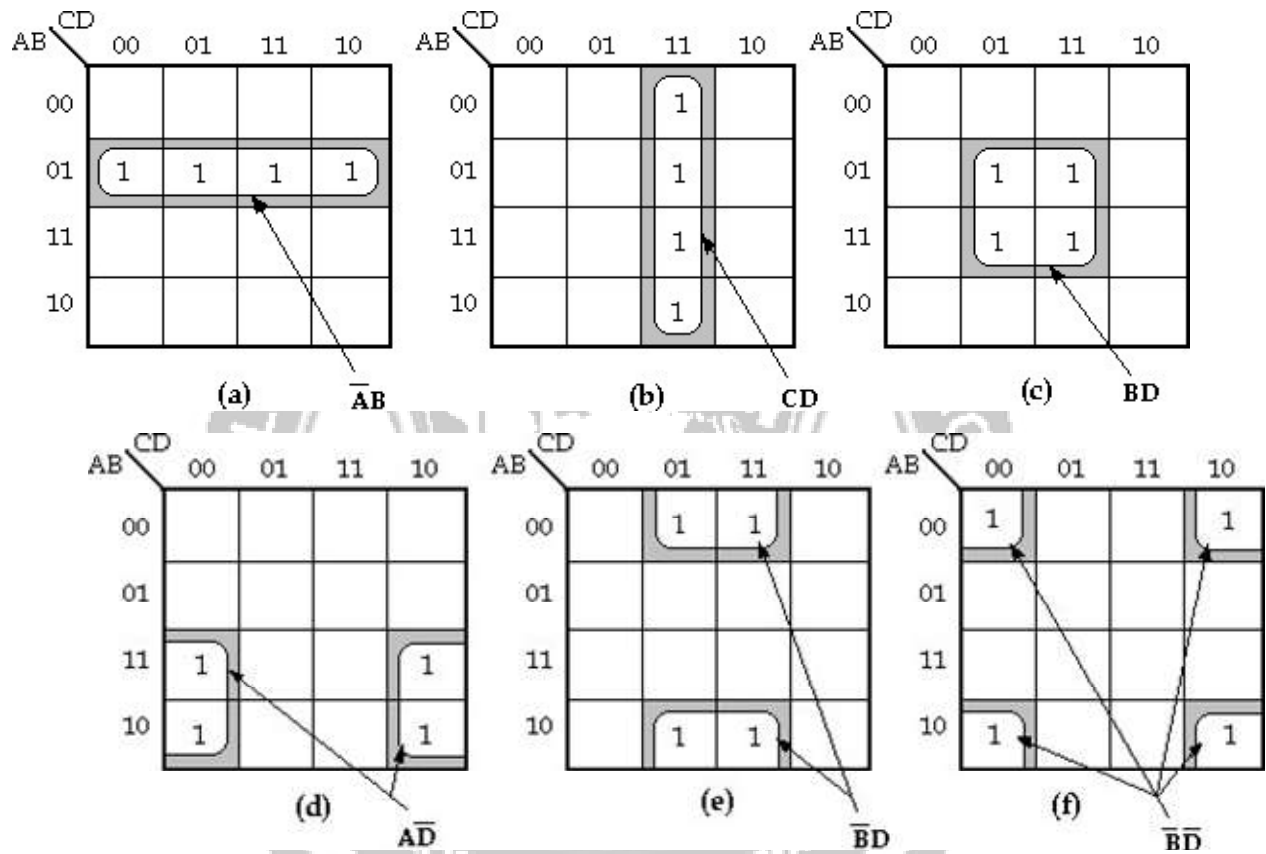 CD CD CD
AB 00 01 11 10 AB 00 01 11 10 AB 00 01 11 10
00 00 1 00
01 1 1 1 1 01 1 01 1 1
11 11 1 11 1 1
10 10 1 10
(a) A̅B (b) CD (c) BD
CD CD CD
AB 00 01 11 10 AB 00 01 11 10 AB 00 01 11 10
00 00 1 1 00 1 1
01 01 01
11 1 1 11 11
10 1 1 10 1 1 10 1 1
(d) AD̅ (e) B̅D (f) B̅D̅